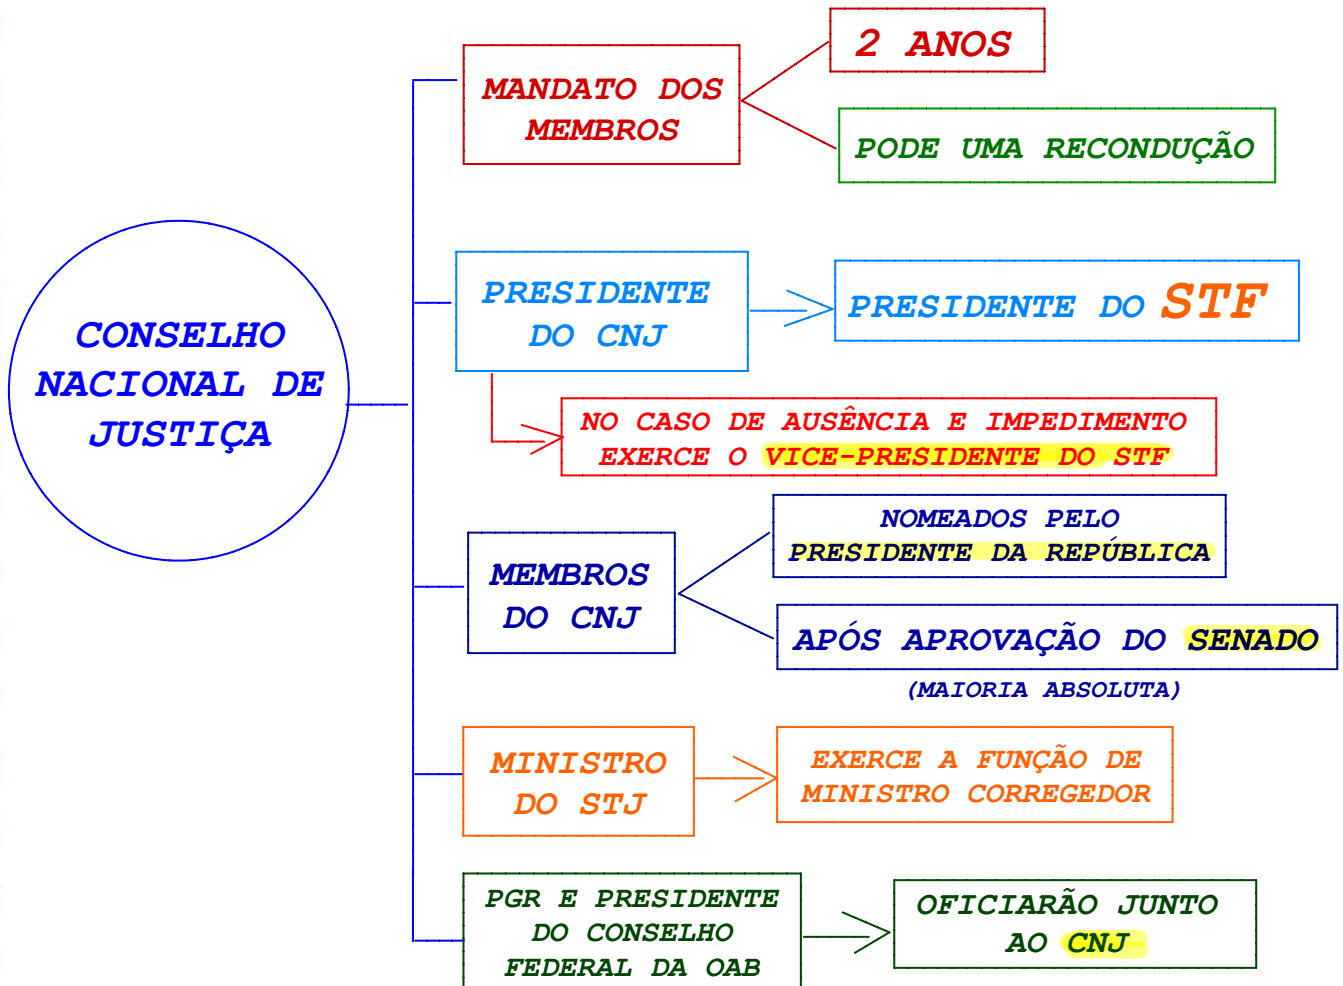 2 ANOS
MANDATO DOS
MEMBROS
PODE UMA RECONDUÇÃO
CONSELHO
NACIONAL DE
JUSTIÇA
PRESIDENTE
DO CNJ
PRESIDENTE DO STF
NO CASO DE AUSÊNCIA E IMPEDIMENTO
EXERCE O VICE-PRESIDENTE DO STF
MEMBROS
DO CNJ
NOMEADOS PELO
PRESIDENTE DA REPÚBLICA
APÓS APROVAÇÃO DO SENADO
(MAIORIA ABSOLUTA)
MINISTRO
DO STJ
EXERCE A FUNÇÃO DE
MINISTRO CORREGEDOR
PGR E PRESIDENTE
DO CONSELHO
FEDERAL DA OAB
OFICIARÃO JUNTO
AO CNJ